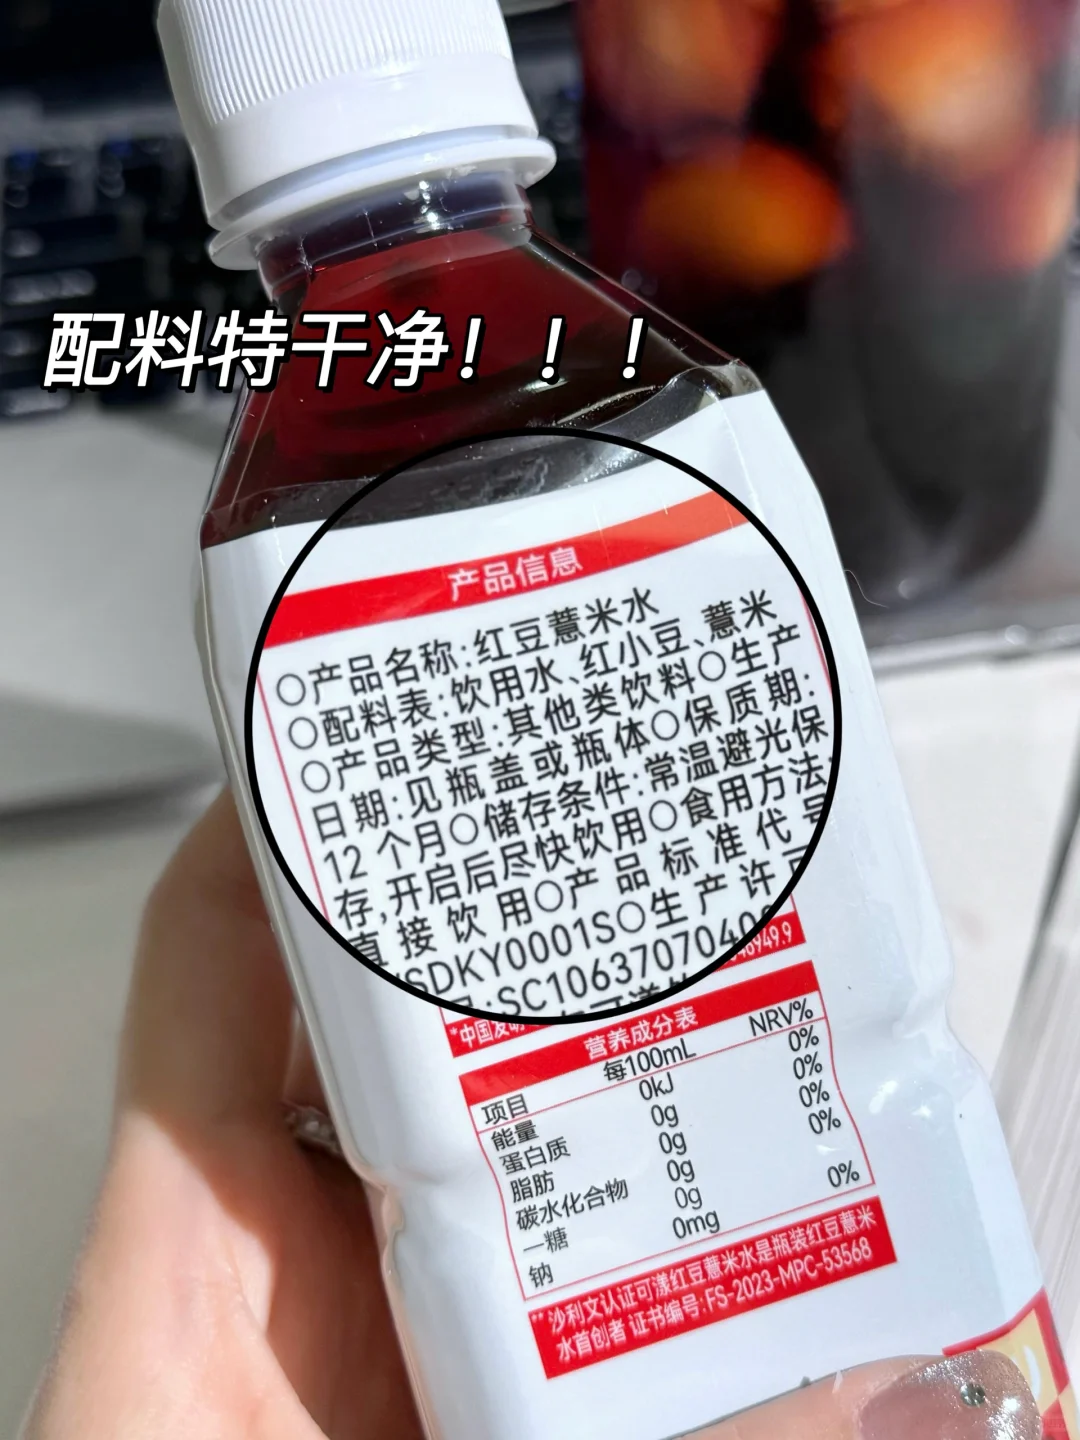 配料特干净！！！
产品信息
○产品名称:红豆薏米水
○配料表:饮用水、红小豆、薏米
○产品类型:其他类饮料○生产
日期:见瓶盖或瓶体○保质期:
12个月○储存条件:常温避光保
存,开启后尽快饮用○食用方法:
直接饮用○产品标准代号
SDKY0001S○生产许可
:SC106370704
46949.9
*中国发明
营养成分表
项目 每100mL NRV%
能量 0kJ 0%
蛋白质 0g 0%
脂肪 0g 0%
碳水化合物 0g 0%
—糖 0g
钠 0mg 0%
**沙利文认证可漾红豆薏米水是瓶装红豆薏米
水首创者 证书编号:FS-2023-MPC-53568